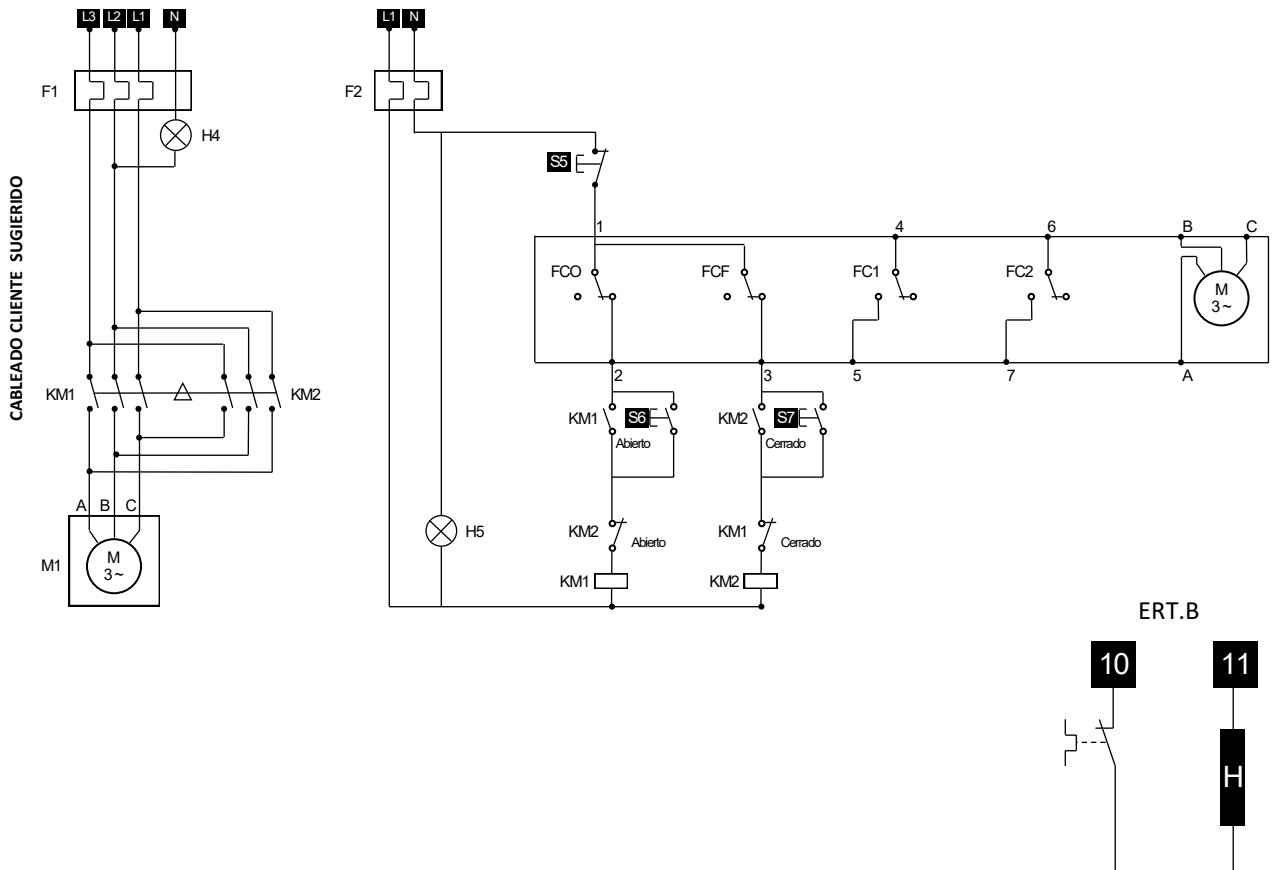 CABLEADO CLIENTE SUGIERIDO
L3 L2 L1 N
F1
H4
KM1
KM2
A B C
M1
M
3~
L1 N
F2
S5
1
4
6
B
C
FCO
FCF
FC1
FC2
M
3~
2
3
5
7
A
KM1
S6
Abierto
KM2
S7
Cerrado
H5
KM2
Abierto
KM1
Cerrado
KM1
KM2
ERT.B
10
11
H